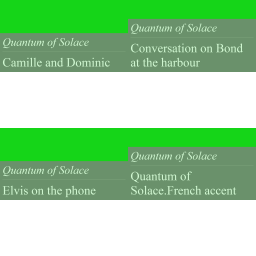 Quantum of Solace
Camille and Dominic
Quantum of Solace
Conversation on Bond
at the harbour
Quantum of Solace
Elvis on the phone
Quantum of Solace
Quantum of
Solace.French accent